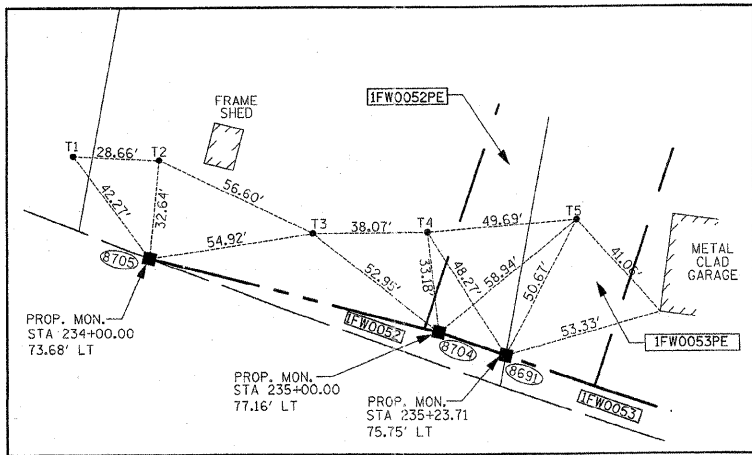 1FW0052PE
FRAME
SHED
T1
28.66'
T2
42.27'
32.64'
56.60'
54.92'
T3
38.07'
T4
49.69'
T5
52.95'
33.18'
48.27'
58.94'
50.67'
41.06'
53.33'
METAL
CLAD
GARAGE
8705
PROP. MON.
STA 234+00.00
73.68' LT
1FW0052
8704
8691
1FW0053PE
1FW0053
PROP. MON.
STA 235+00.00
77.16' LT
PROP. MON.
STA 235+23.71
75.75' LT